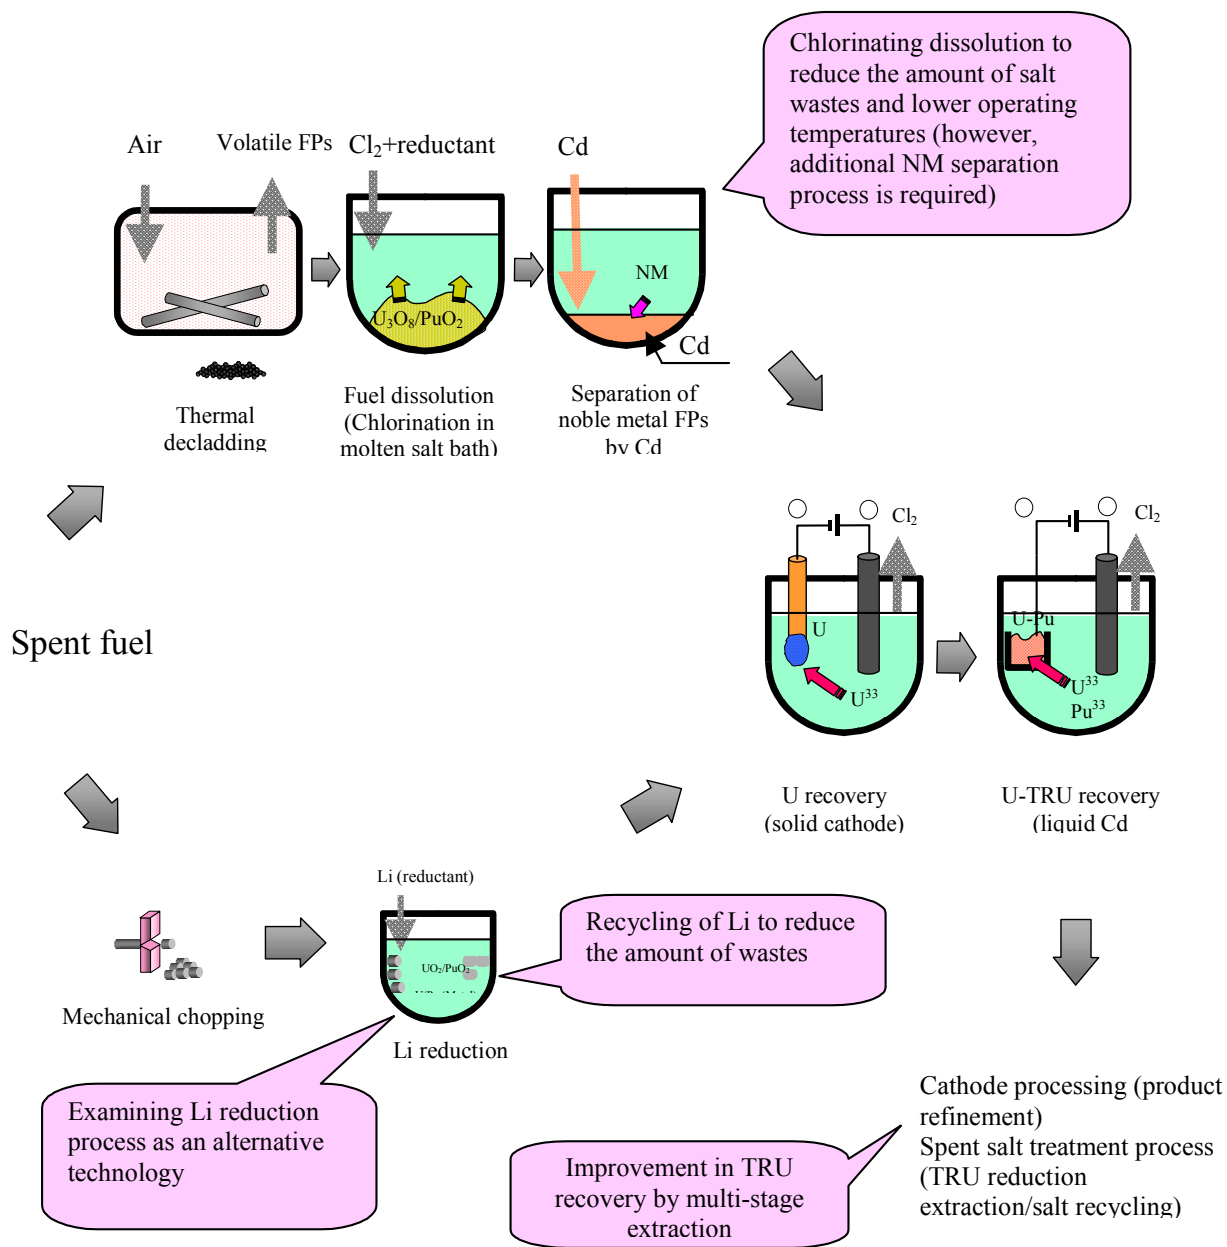 Chlorinating dissolution to
reduce the amount of salt
wastes and lower operating
temperatures (however,
additional NM separation
process is required)
Air
Volatile FPs
Cl₂+reductant
Cd
U₃O₈/PuO₂
NM
Cd
Thermal
decladding
Fuel dissolution
(Chlorination in
molten salt bath)
Separation of
noble metal FPs
by Cd
Spent fuel
Cl₂
U
U³³
Cl₂
U-Pu
U³³
Pu³³
U recovery
(solid cathode)
U-TRU recovery
(liquid Cd
Mechanical chopping
Li (reductant)
UO₂/PuO₂
Li reduction
Recycling of Li to reduce
the amount of wastes
Examining Li reduction
process as an alternative
technology
Improvement in TRU
recovery by multi-stage
extraction
Cathode processing (product
refinement)
Spent salt treatment process
(TRU reduction
extraction/salt recycling)